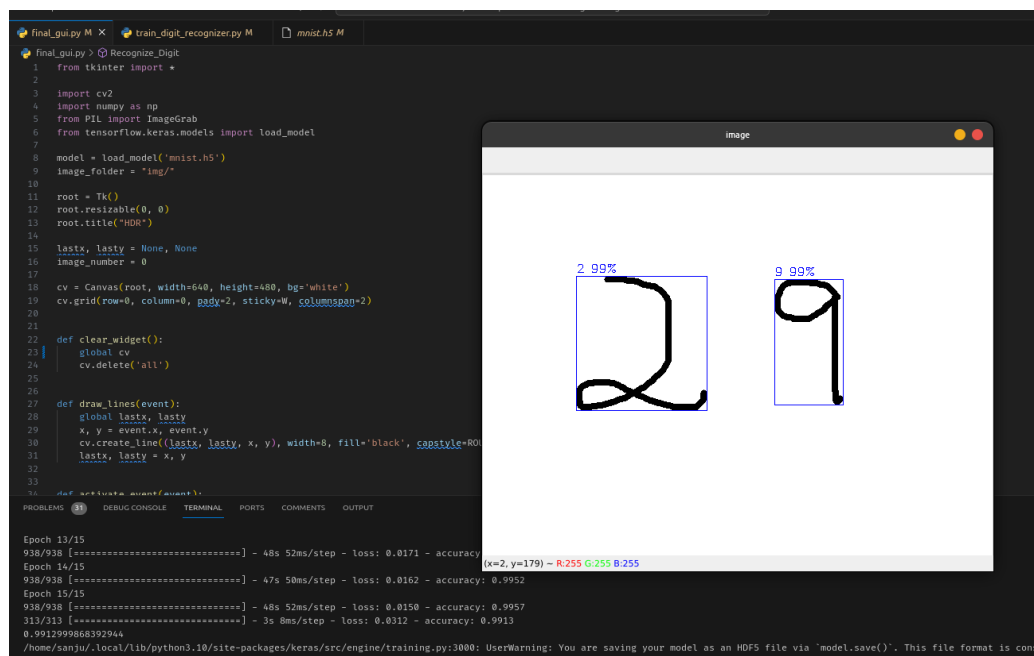 final_gui.py M × train_digit_recognizer.py M mnist.h5 M
final_gui.py > Recognize_Digit
1 from tkinter import *
2
3 import cv2
4 import numpy as np
5 from PIL import ImageGrab
6 from tensorflow.keras.models import load_model
7
8 model = load_model('mnist.h5')
9 image_folder = "img/"
10
11 root = Tk()
12 root.resizable(0, 0)
13 root.title("HDR")
14
15 lastx, lasty = None, None
16 image_number = 0
17
18 cv = Canvas(root, width=640, height=480, bg='white')
19 cv.grid(row=0, column=0, pady=2, sticky=W, columnspan=2)
20
21
22 def clear_widget():
23 global cv
24 cv.delete('all')
25
26
27 def draw_lines(event):
28 global lastx, lasty
29 x, y = event.x, event.y
30 cv.create_line((lastx, lasty, x, y), width=8, fill='black', capstyle=ROU
31 lastx, lasty = x, y
32
33
34 def activate_event(event):
image
2 99% 9 99%
2 9
(x=2, y=179) ~ R:255 G:255 B:255
PROBLEMS 31 DEBUG CONSOLE TERMINAL PORTS COMMENTS OUTPUT
Epoch 13/15
938/938 [==============================] - 48s 52ms/step - loss: 0.0171 - accuracy
Epoch 14/15
938/938 [==============================] - 47s 50ms/step - loss: 0.0162 - accuracy: 0.9952
Epoch 15/15
938/938 [==============================] - 48s 52ms/step - loss: 0.0150 - accuracy: 0.9957
313/313 [==============================] - 3s 8ms/step - loss: 0.0312 - accuracy: 0.9913
0.9912999868392944
/home/sanju/.local/lib/python3.10/site-packages/keras/src/engine/training.py:3000: UserWarning: You are saving your model as an HDF5 file via `model.save()`. This file format is con